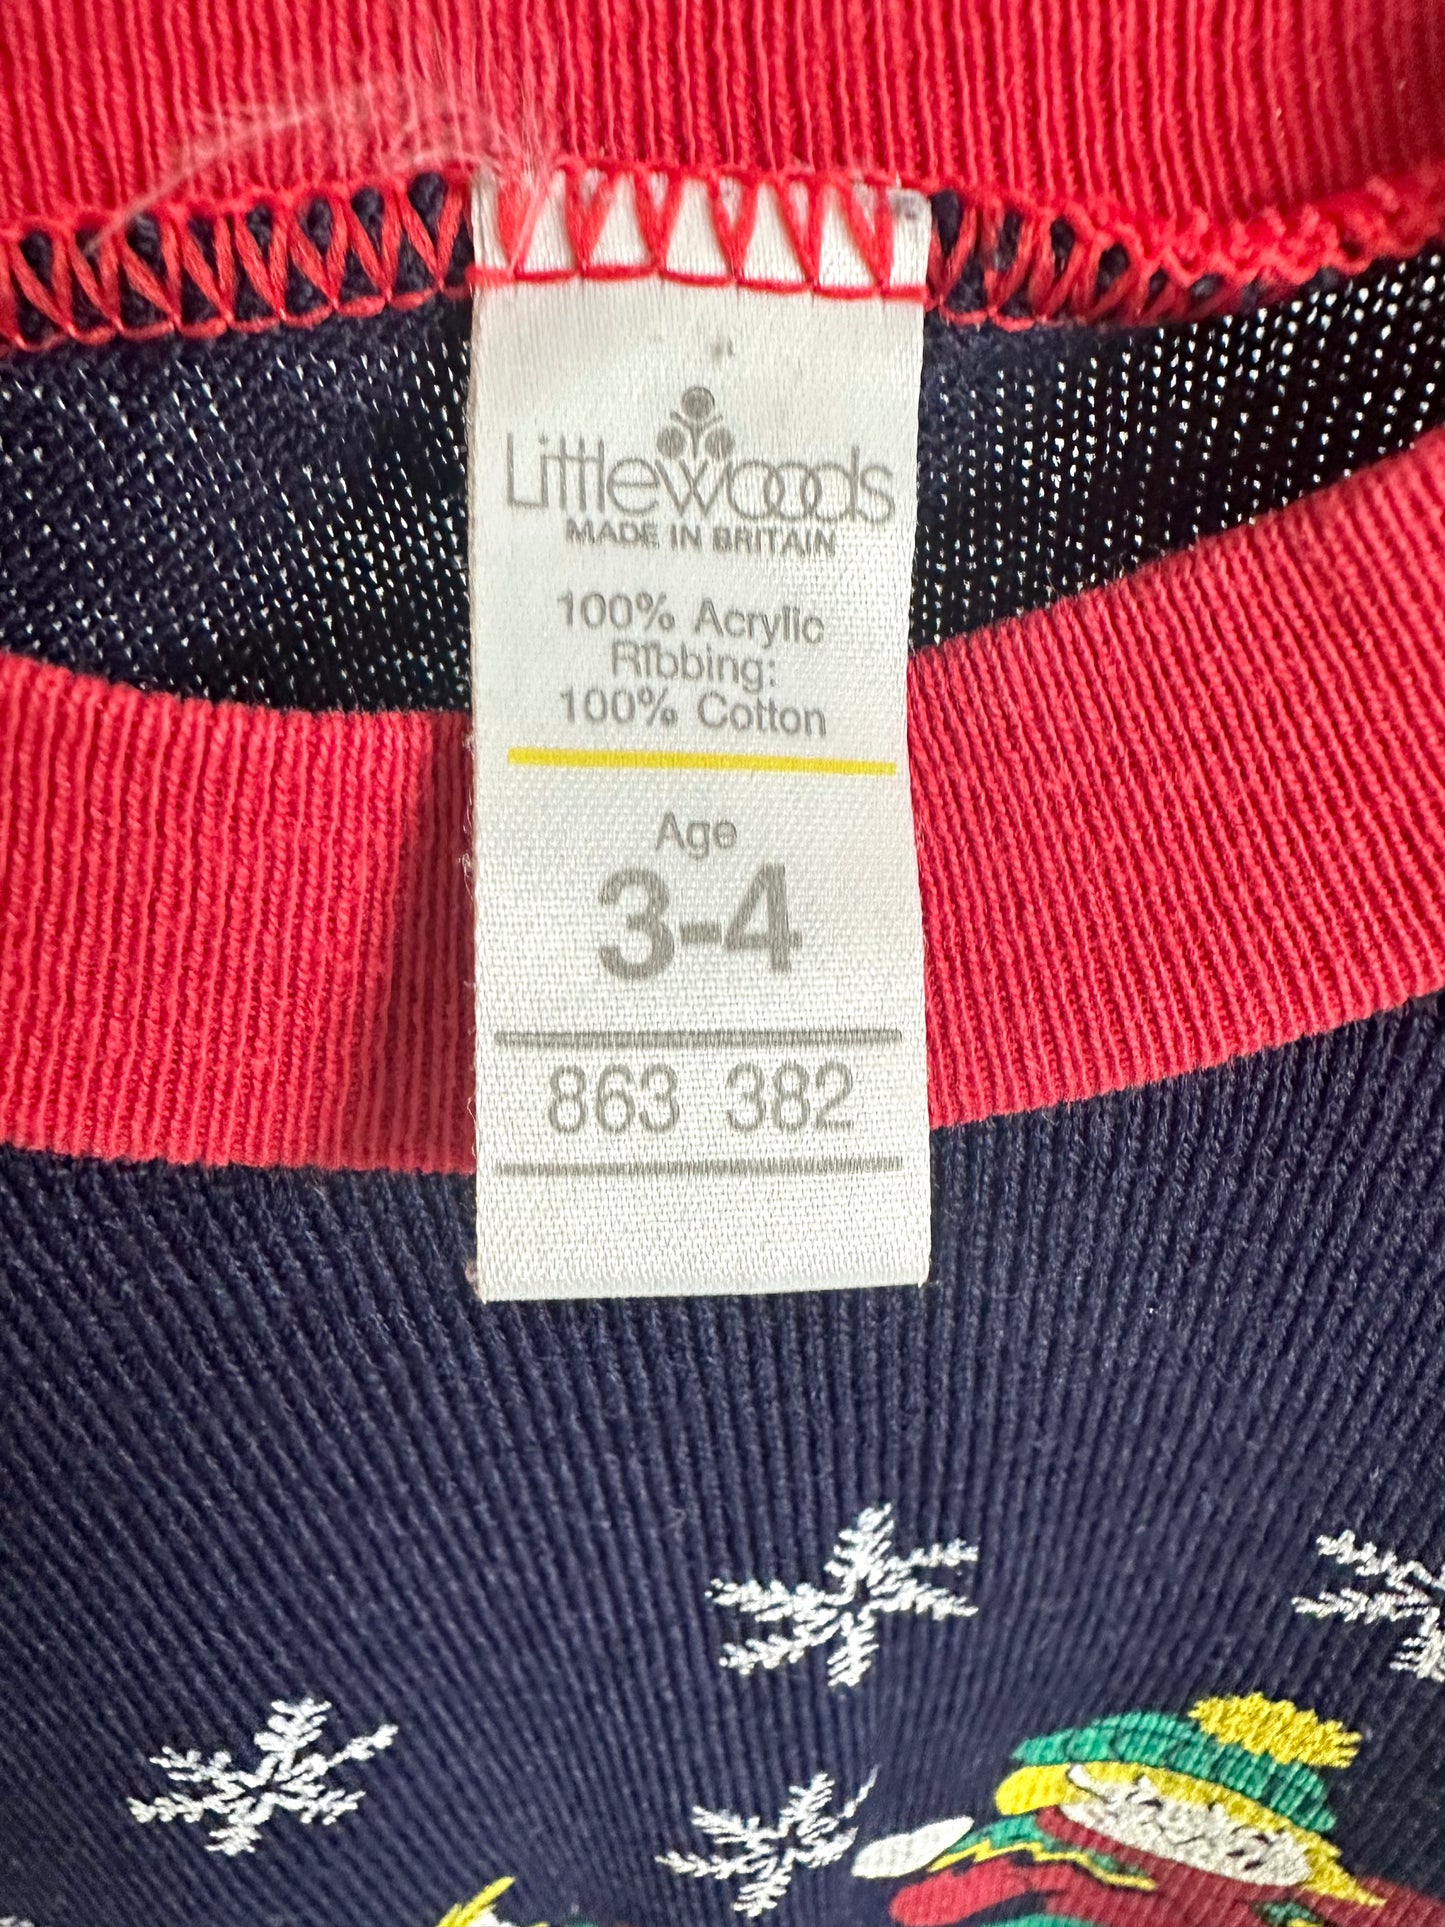 Littlewoods
MADE IN BRITAIN
100% Acrylic
Ribbing:
100% Cotton
Age
3-4
863 382